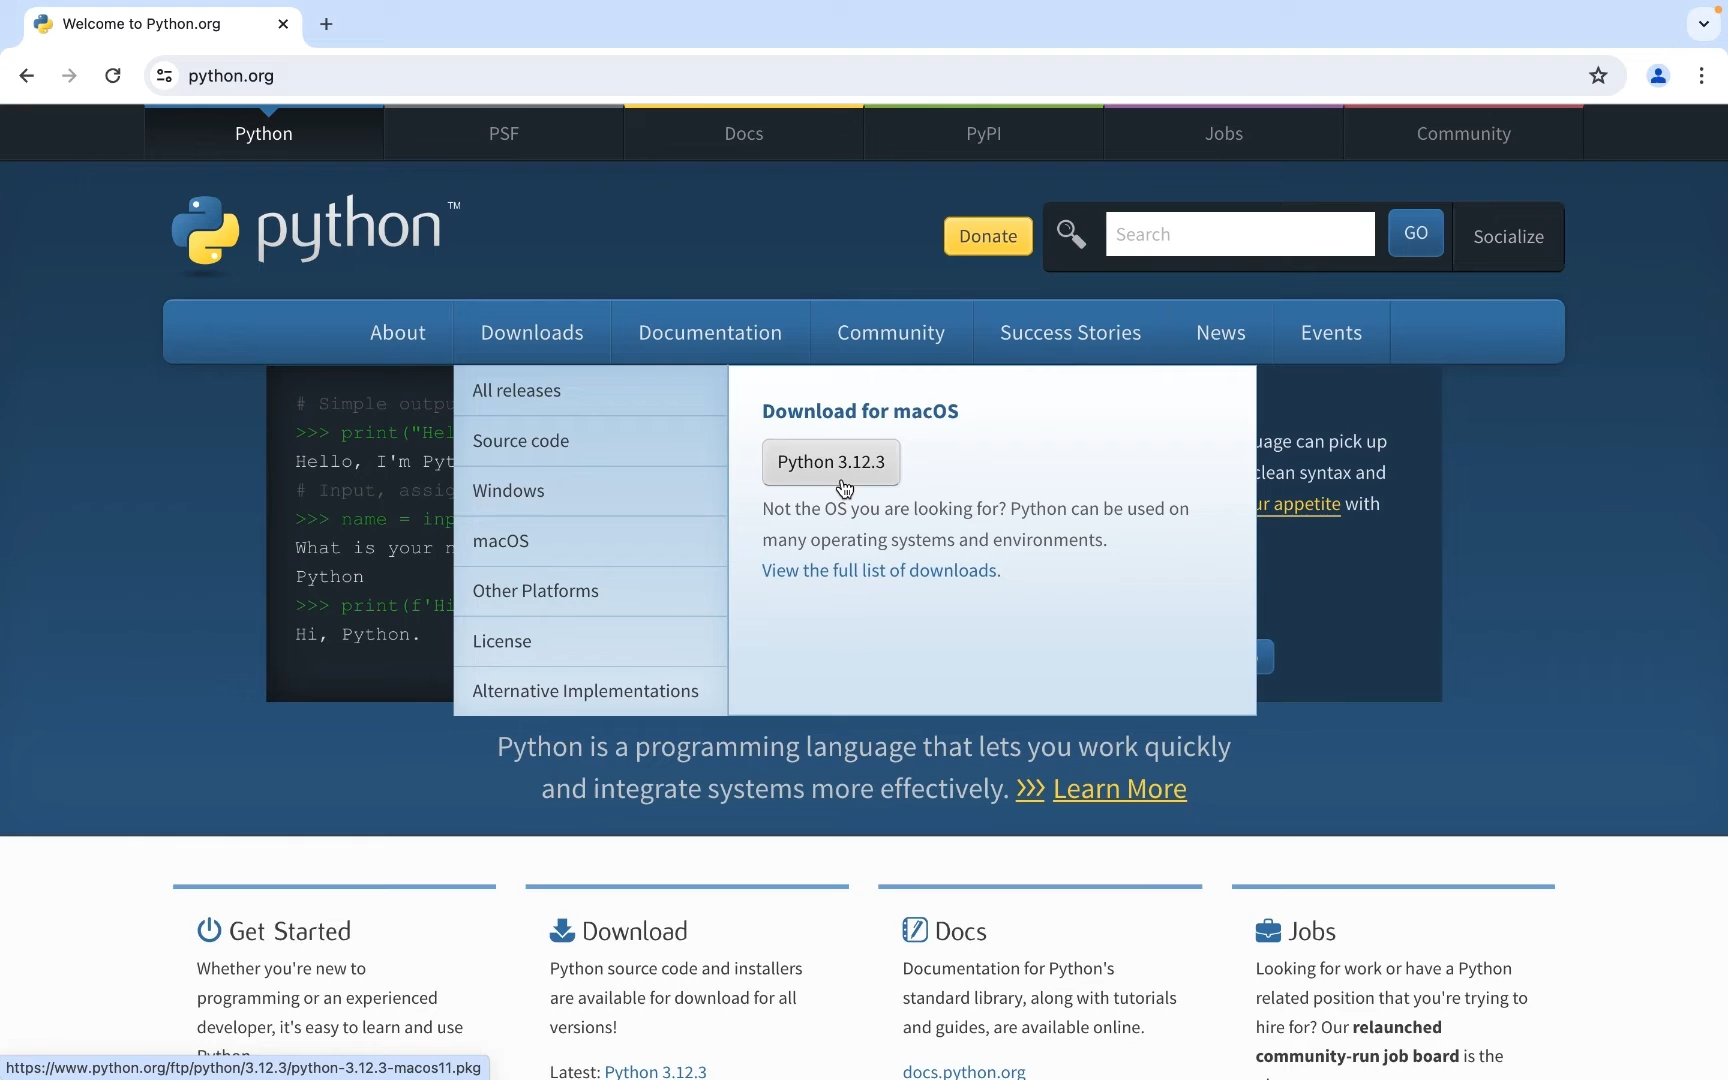 Welcome to Python.org
python.org
Python PSF Docs PyPI Jobs Community
python™
Donate Search GO Socialize
About Downloads Documentation Community Success Stories News Events
# Simple outpu
>>> print("Hel
Hello, I'm Pyt
# Input, assig
>>> name = inp
What is your n
Python
>>> print(f'Hi
Hi, Python.
All releases
Source code
Windows
macOS
Other Platforms
License
Alternative Implementations
Download for macOS
Python 3.12.3
Not the OS you are looking for? Python can be used on
many operating systems and environments.
View the full list of downloads.
uage can pick up
clean syntax and
ur appetite with
Python is a programming language that lets you work quickly
and integrate systems more effectively. >>> Learn More
Get Started
Whether you're new to
programming or an experienced
developer, it's easy to learn and use
Python.
Download
Python source code and installers
are available for download for all
versions!
Latest: Python 3.12.3
Docs
Documentation for Python's
standard library, along with tutorials
and guides, are available online.
docs.python.org
Jobs
Looking for work or have a Python
related position that you're trying to
hire for? Our relaunched
community-run job board is the
https://www.python.org/ftp/python/3.12.3/python-3.12.3-macos11.pkg